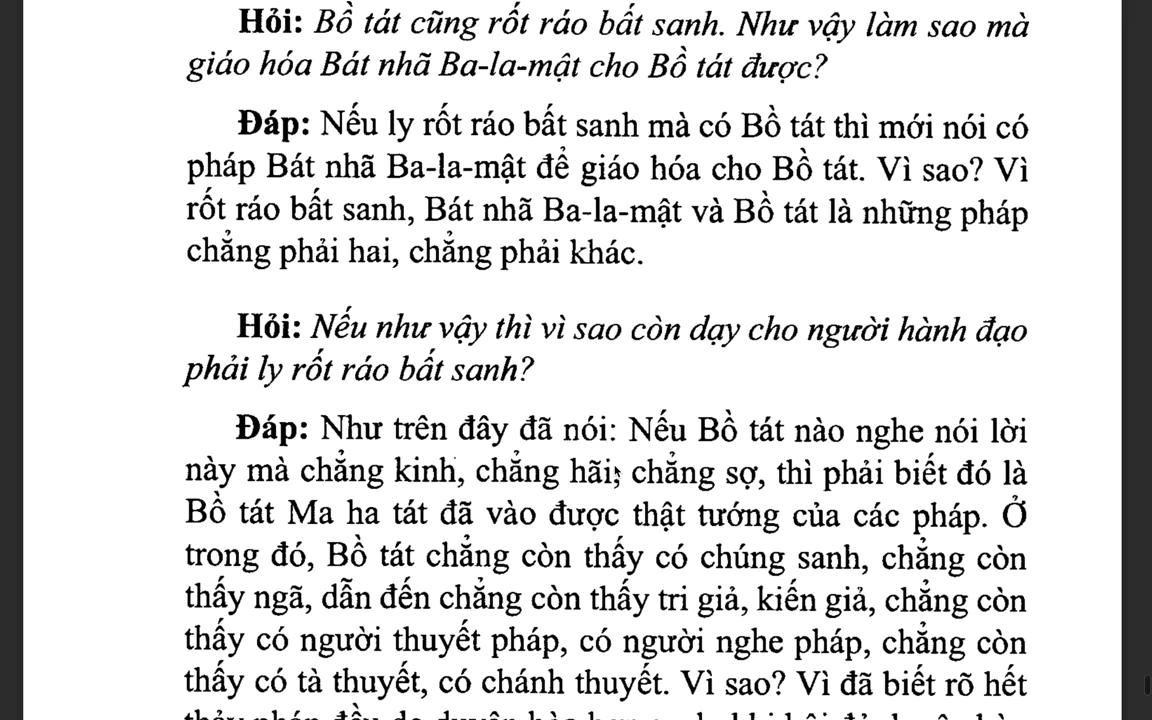 Hỏi: Bồ tát cũng rốt ráo bất sanh. Như vậy làm sao mà
giáo hóa Bát nhã Ba-la-mật cho Bồ tát được?
Đáp: Nếu ly rốt ráo bất sanh mà có Bồ tát thì mới nói có
pháp Bát nhã Ba-la-mật để giáo hóa cho Bồ tát. Vì sao? Vì
rốt ráo bất sanh, Bát nhã Ba-la-mật và Bồ tát là những pháp
chẳng phải hai, chẳng phải khác.
Hỏi: Nếu như vậy thì vì sao còn dạy cho người hành đạo
phải ly rốt ráo bất sanh?
Đáp: Như trên đây đã nói: Nếu Bồ tát nào nghe nói lời
này mà chẳng kinh, chẳng hãi, chẳng sợ, thì phải biết đó là
Bồ tát Ma ha tát đã vào được thật tướng của các pháp. Ở
trong đó, Bồ tát chẳng còn thấy có chúng sanh, chẳng còn
thấy ngã, dẫn đến chẳng còn thấy tri giả, kiến giả, chẳng còn
thấy có người thuyết pháp, có người nghe pháp, chẳng còn
thấy có tà thuyết, có chánh thuyết. Vì sao? Vì đã biết rõ hết